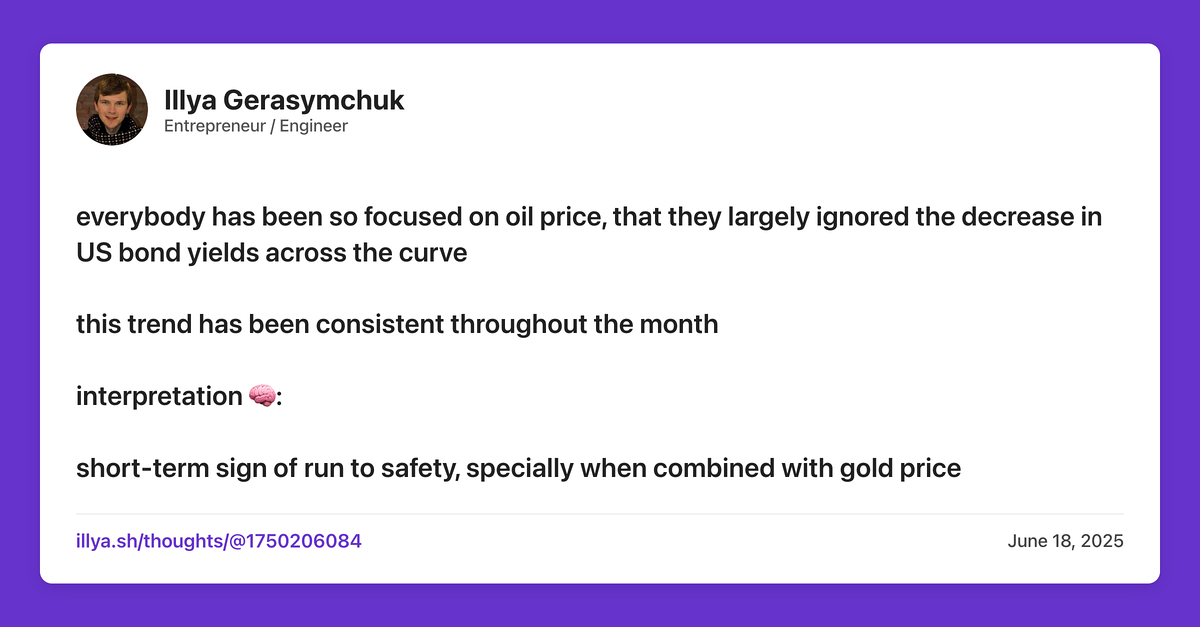 Illya Gerasymchuk
Entrepreneur / Engineer
everybody has been so focused on oil price, that they largely ignored the decrease in
US bond yields across the curve
this trend has been consistent throughout the month
interpretation 🧠:
short-term sign of run to safety, specially when combined with gold price
illya.sh/thoughts/@1750206084
June 18, 2025